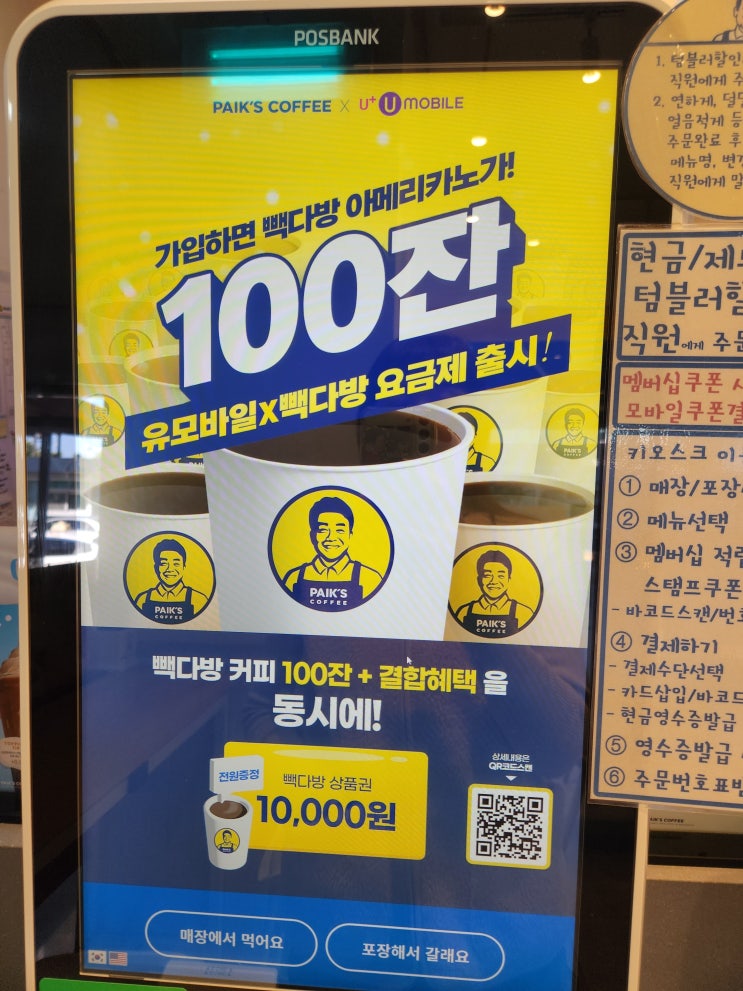 POSBANK
PAIK'S COFFEE X U+ U MOBILE
가입하면 빽다방 아메리카노가!
100잔
유모바일X빽다방 요금제 출시!
PAIK'S
COFFEE
PAIK'S
COFFEE
PAIK'S
COFFEE
빽다방 커피 100잔 + 결합혜택 을
동시에!
전원증정
빽다방 상품권
10,000원
상세내용은
QR코드스캔
매장에서 먹어요
포장해서 갈래요
1. 텀블러할인
직원에게
2. 연하게,
얼음적게
주문완료 후
메뉴명,
직원에게
현금/
텀블러할
직원에게 주문
멤버십쿠폰
모바일쿠폰결
키오스크
① 매장/포장
② 메뉴선택
③ 멤버십 적립
스탬프쿠폰
- 바코드스캔/번호
④ 결제하기
- 결제수단선택
- 카드삽입/바코드
- 현금영수증발급
⑤ 영수증발급
⑥ 주문번호표
PAIK'S COFFEE